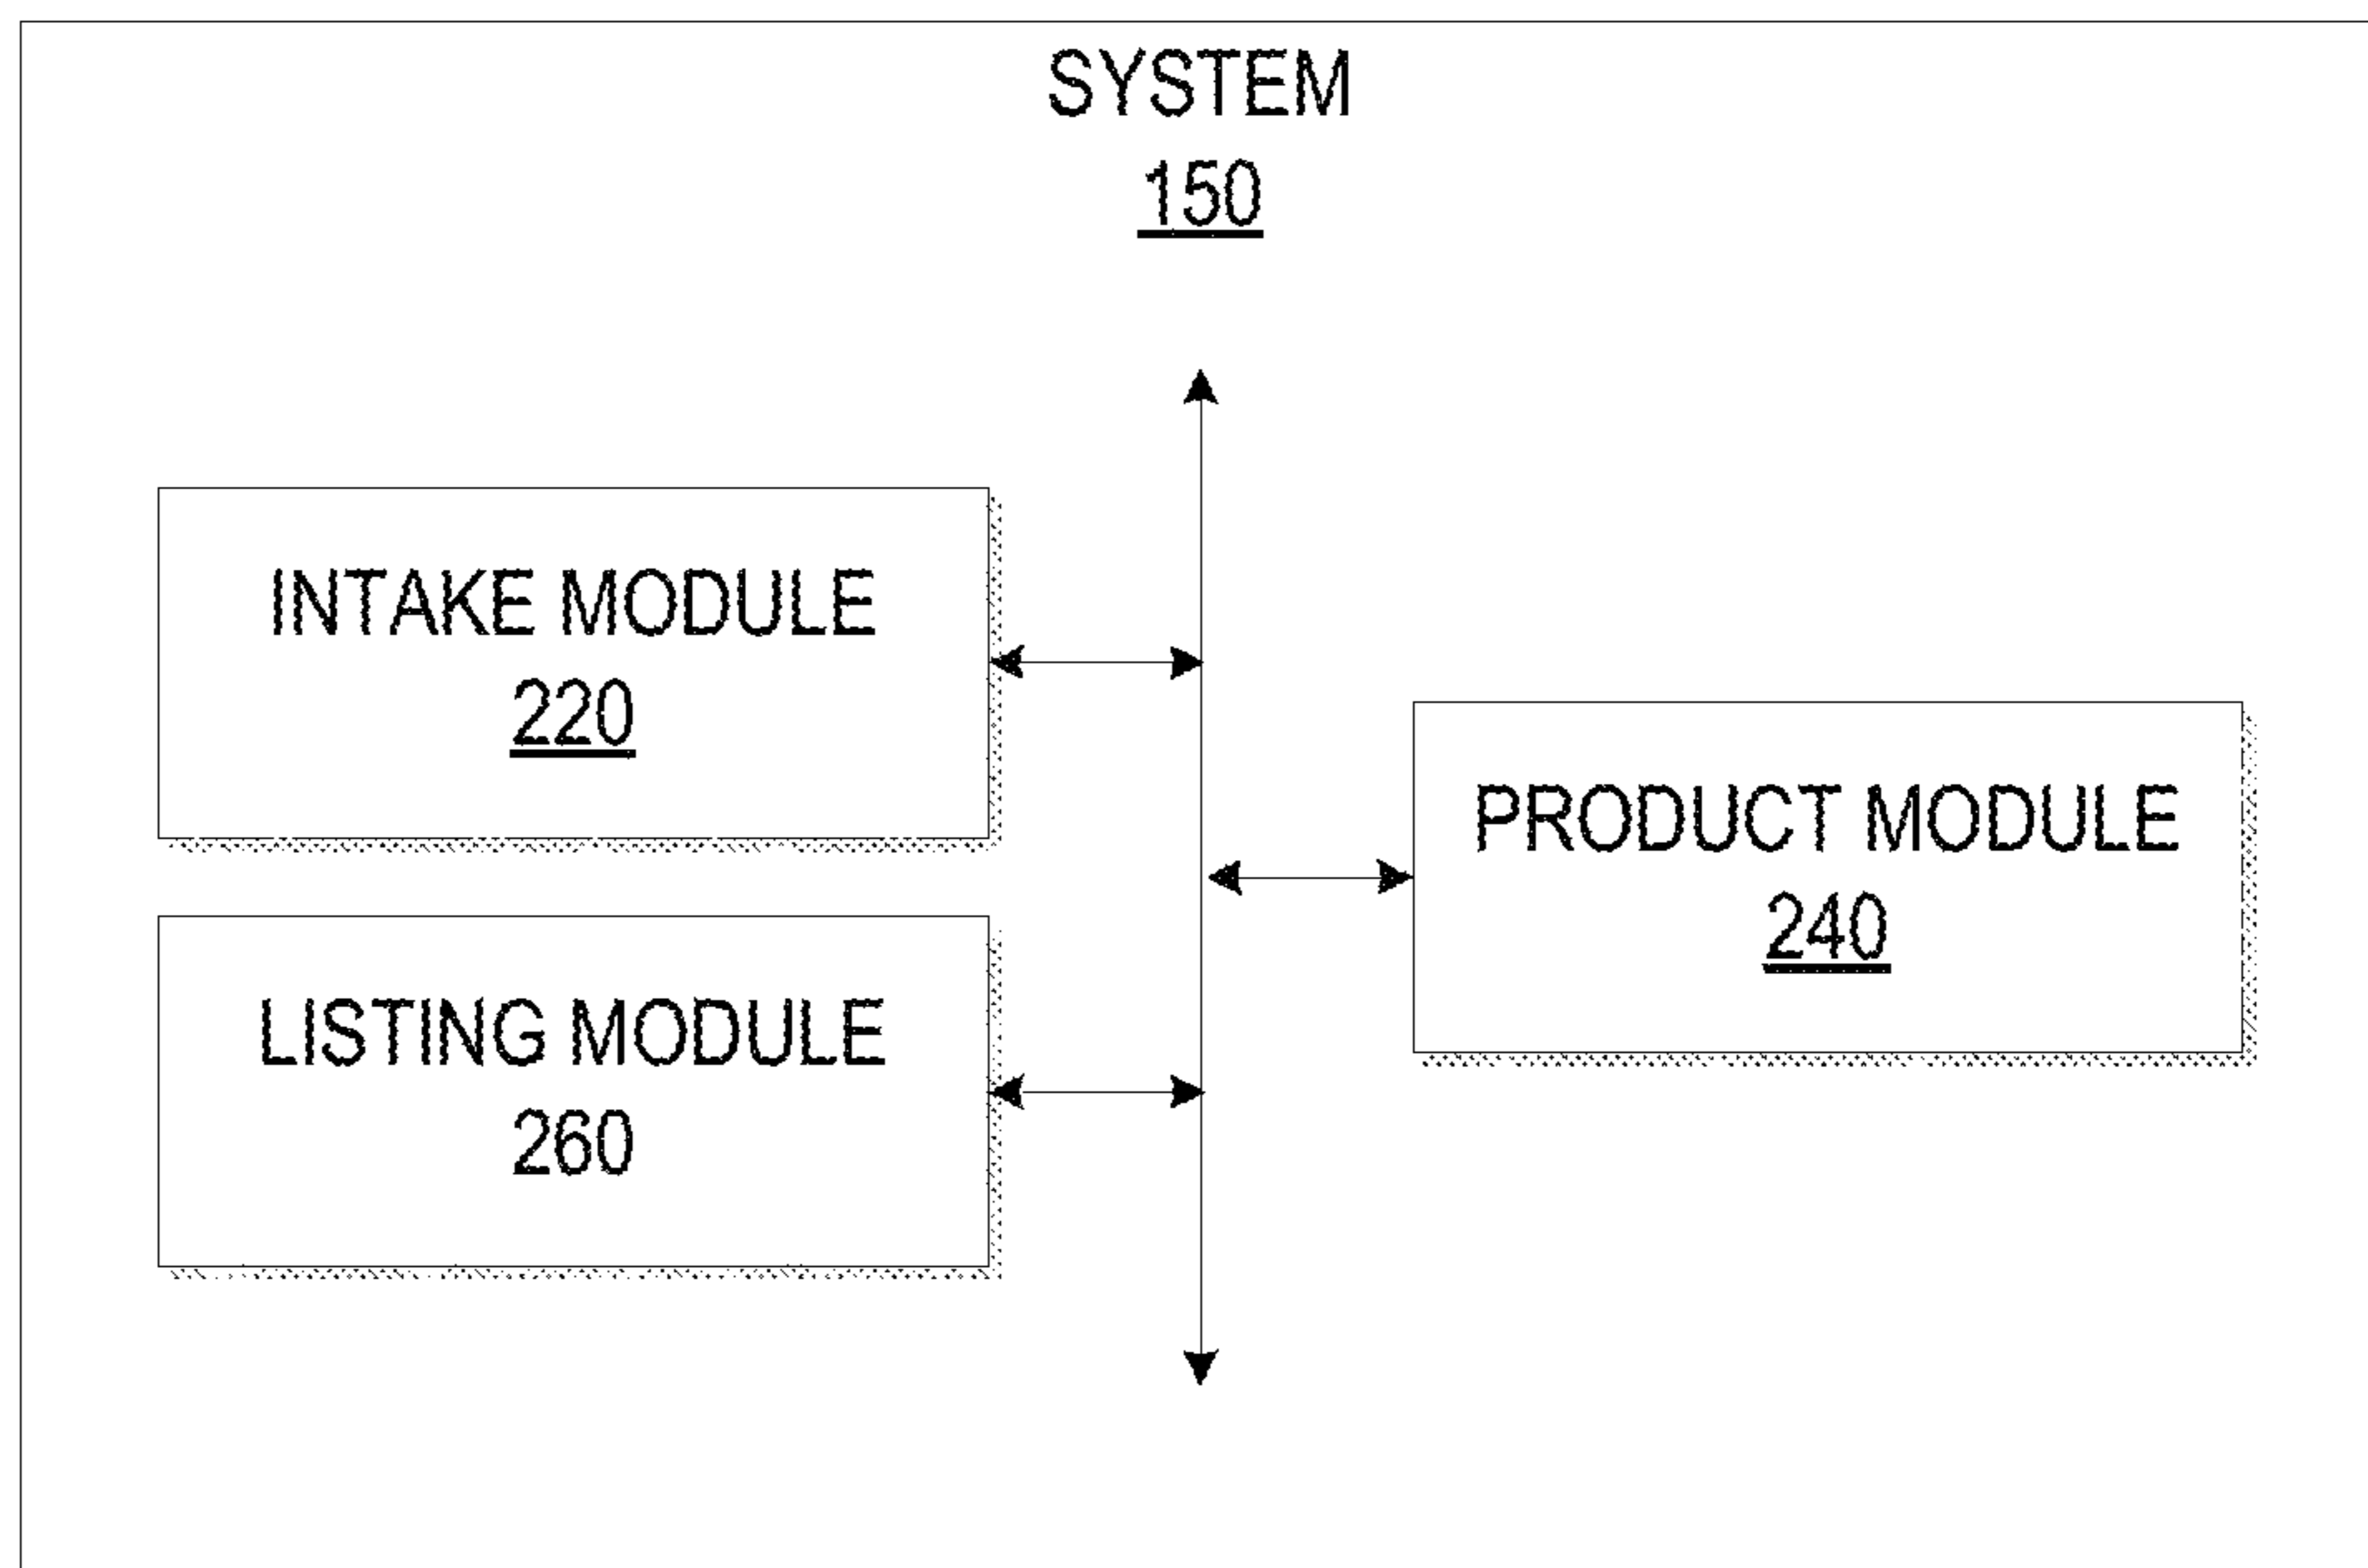 SYSTEM
150
INTAKE MODULE
220
PRODUCT MODULE
240
LISTING MODULE
260